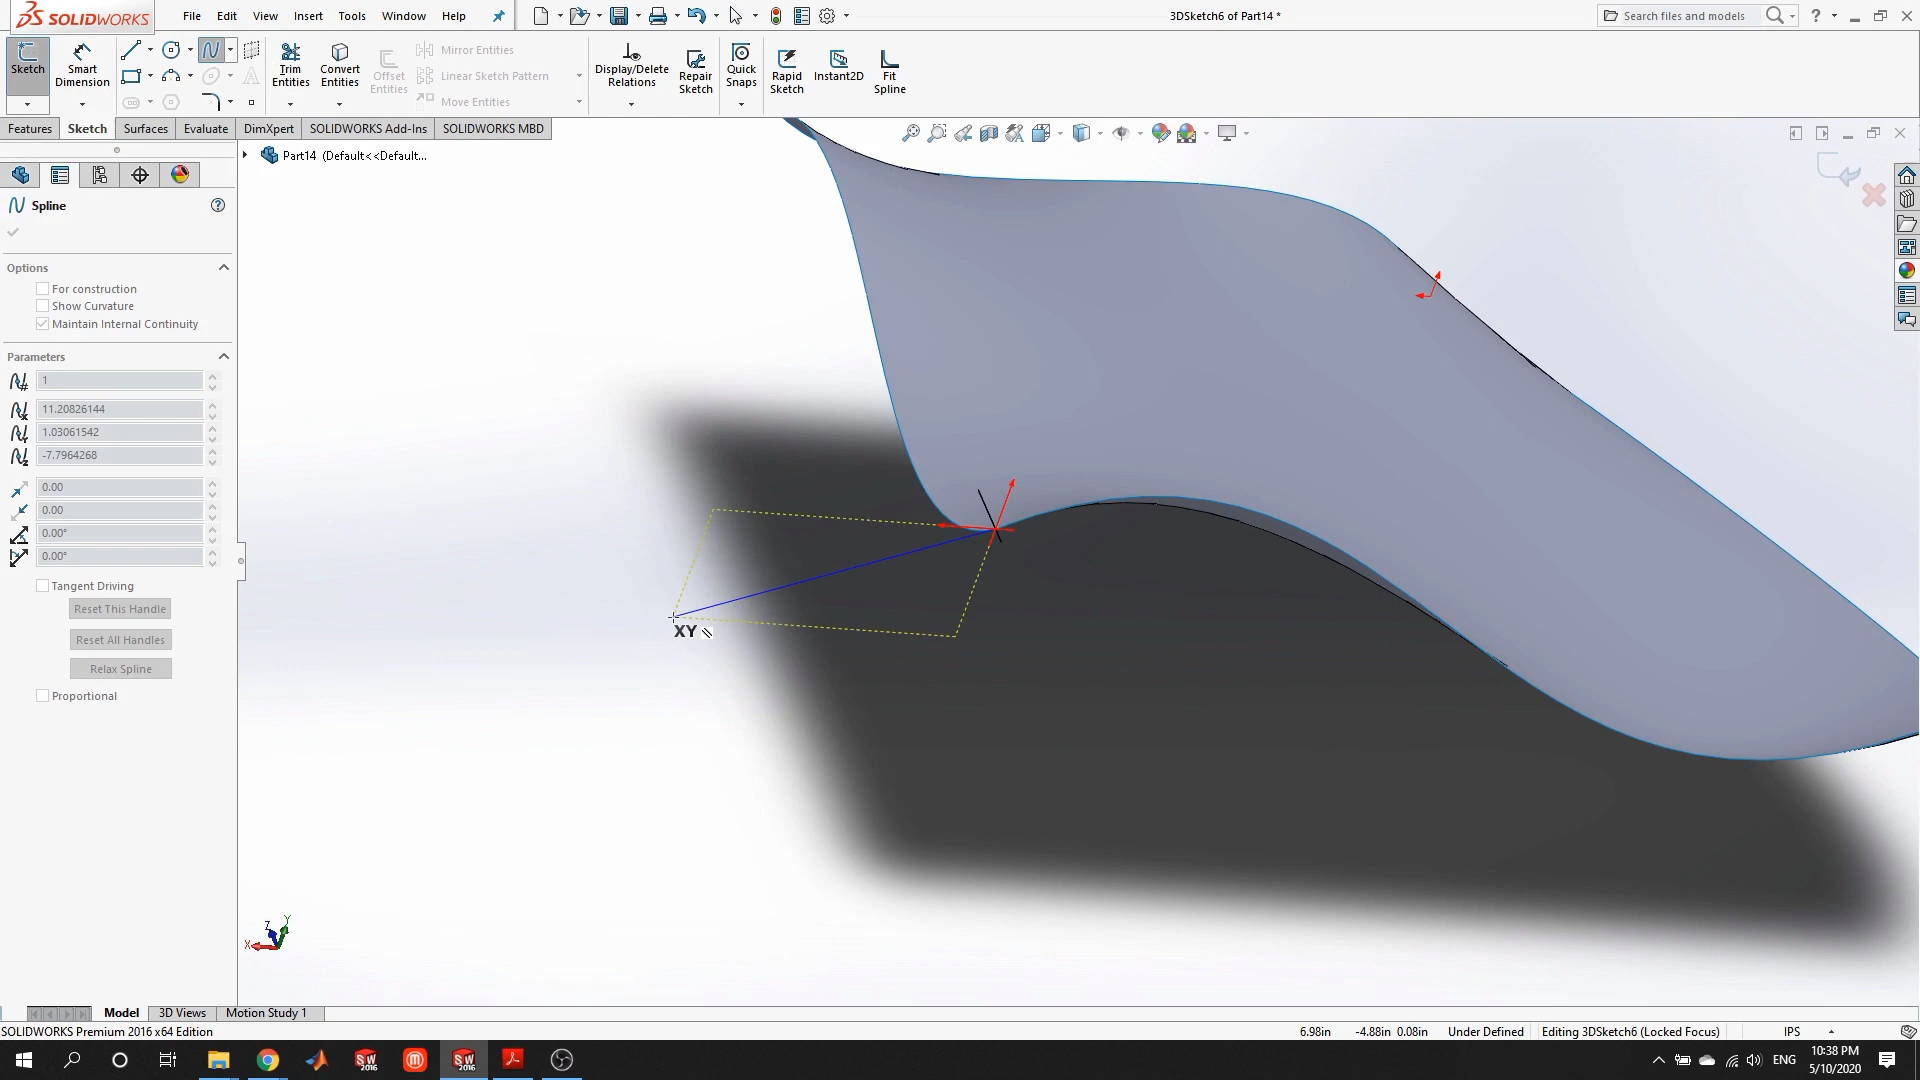 SOLIDWORKS
File Edit View Insert Tools Window Help
3DSketch6 of Part14 *
Search files and models
?
Sketch
Smart Dimension
Trim Entities
Convert Entities
Offset Entities
Mirror Entities
Linear Sketch Pattern
Move Entities
Display/Delete Relations
Repair Sketch
Quick Snaps
Rapid Sketch
Instant2D
Fit Spline
Features Sketch Surfaces Evaluate DimXpert SOLIDWORKS Add-Ins SOLIDWORKS MBD
Part14 (Default<<Default...
Spline
?
Options
For construction
Show Curvature
Maintain Internal Continuity
Parameters
1
11.20826144
1.03061542
-7.7964268
0.00
0.00
0.00°
0.00°
Tangent Driving
Reset This Handle
Reset All Handles
Relax Spline
Proportional
XY
Z Y
X
Model 3D Views Motion Study 1
SOLIDWORKS Premium 2016 x64 Edition
6.98in -4.88in 0.08in Under Defined Editing 3DSketch6 (Locked Focus) IPS
SW 2016
SW 2016
ENG
10:38 PM
5/10/2020